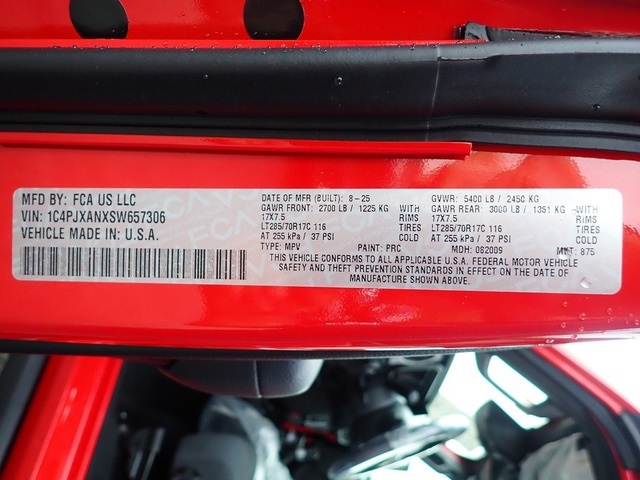 MFD BY: FCA US LLC
VIN: 1C4PJXANXSW657306
VEHICLE MADE IN: U.S.A.
DATE OF MFR (BUILT): 8-25 GVWR: 5400 LB / 2450 KG
GAWR FRONT: 2700 LB / 1225 KG WITH GAWR REAR: 3000 LB / 1361 KG WITH
17X7.5 RIMS 17X7.5 RIMS
LT285/70R17C 116 TIRES LT285/70R17C 116 TIRES
AT 255 kPa / 37 PSI COLD AT 255 kPa / 37 PSI COLD
TYPE: MPV PAINT: PRC MDH: 082009 MKT: 875
THIS VEHICLE CONFORMS TO ALL APPLICABLE U.S.A. FEDERAL MOTOR VEHICLE
SAFETY AND THEFT PREVENTION STANDARDS IN EFFECT ON THE DATE OF
MANUFACTURE SHOWN ABOVE.